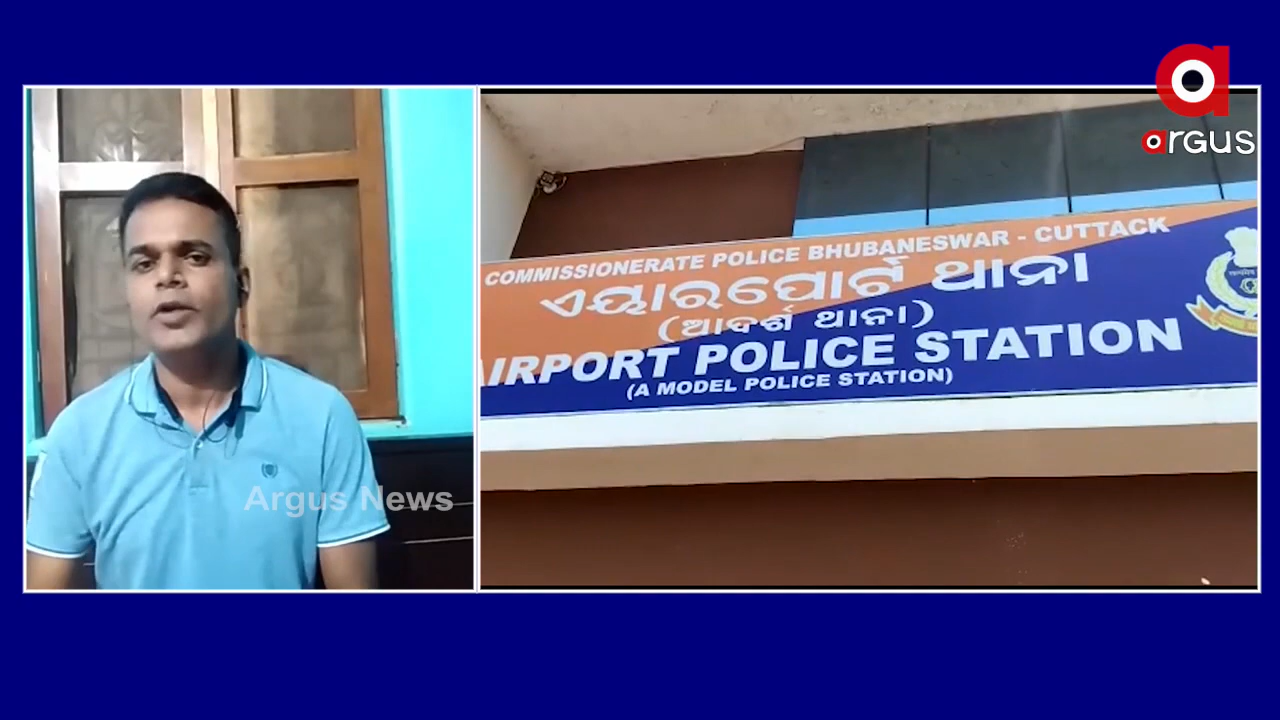 argus
COMMISSIONERATE POLICE BHUBANESWAR - CUTTACK
ଏୟାରପୋର୍ଟ ଥାନା
(ଆଦର୍ଶ ଥାନା)
AIRPORT POLICE STATION
(A MODEL POLICE STATION)
Argus News